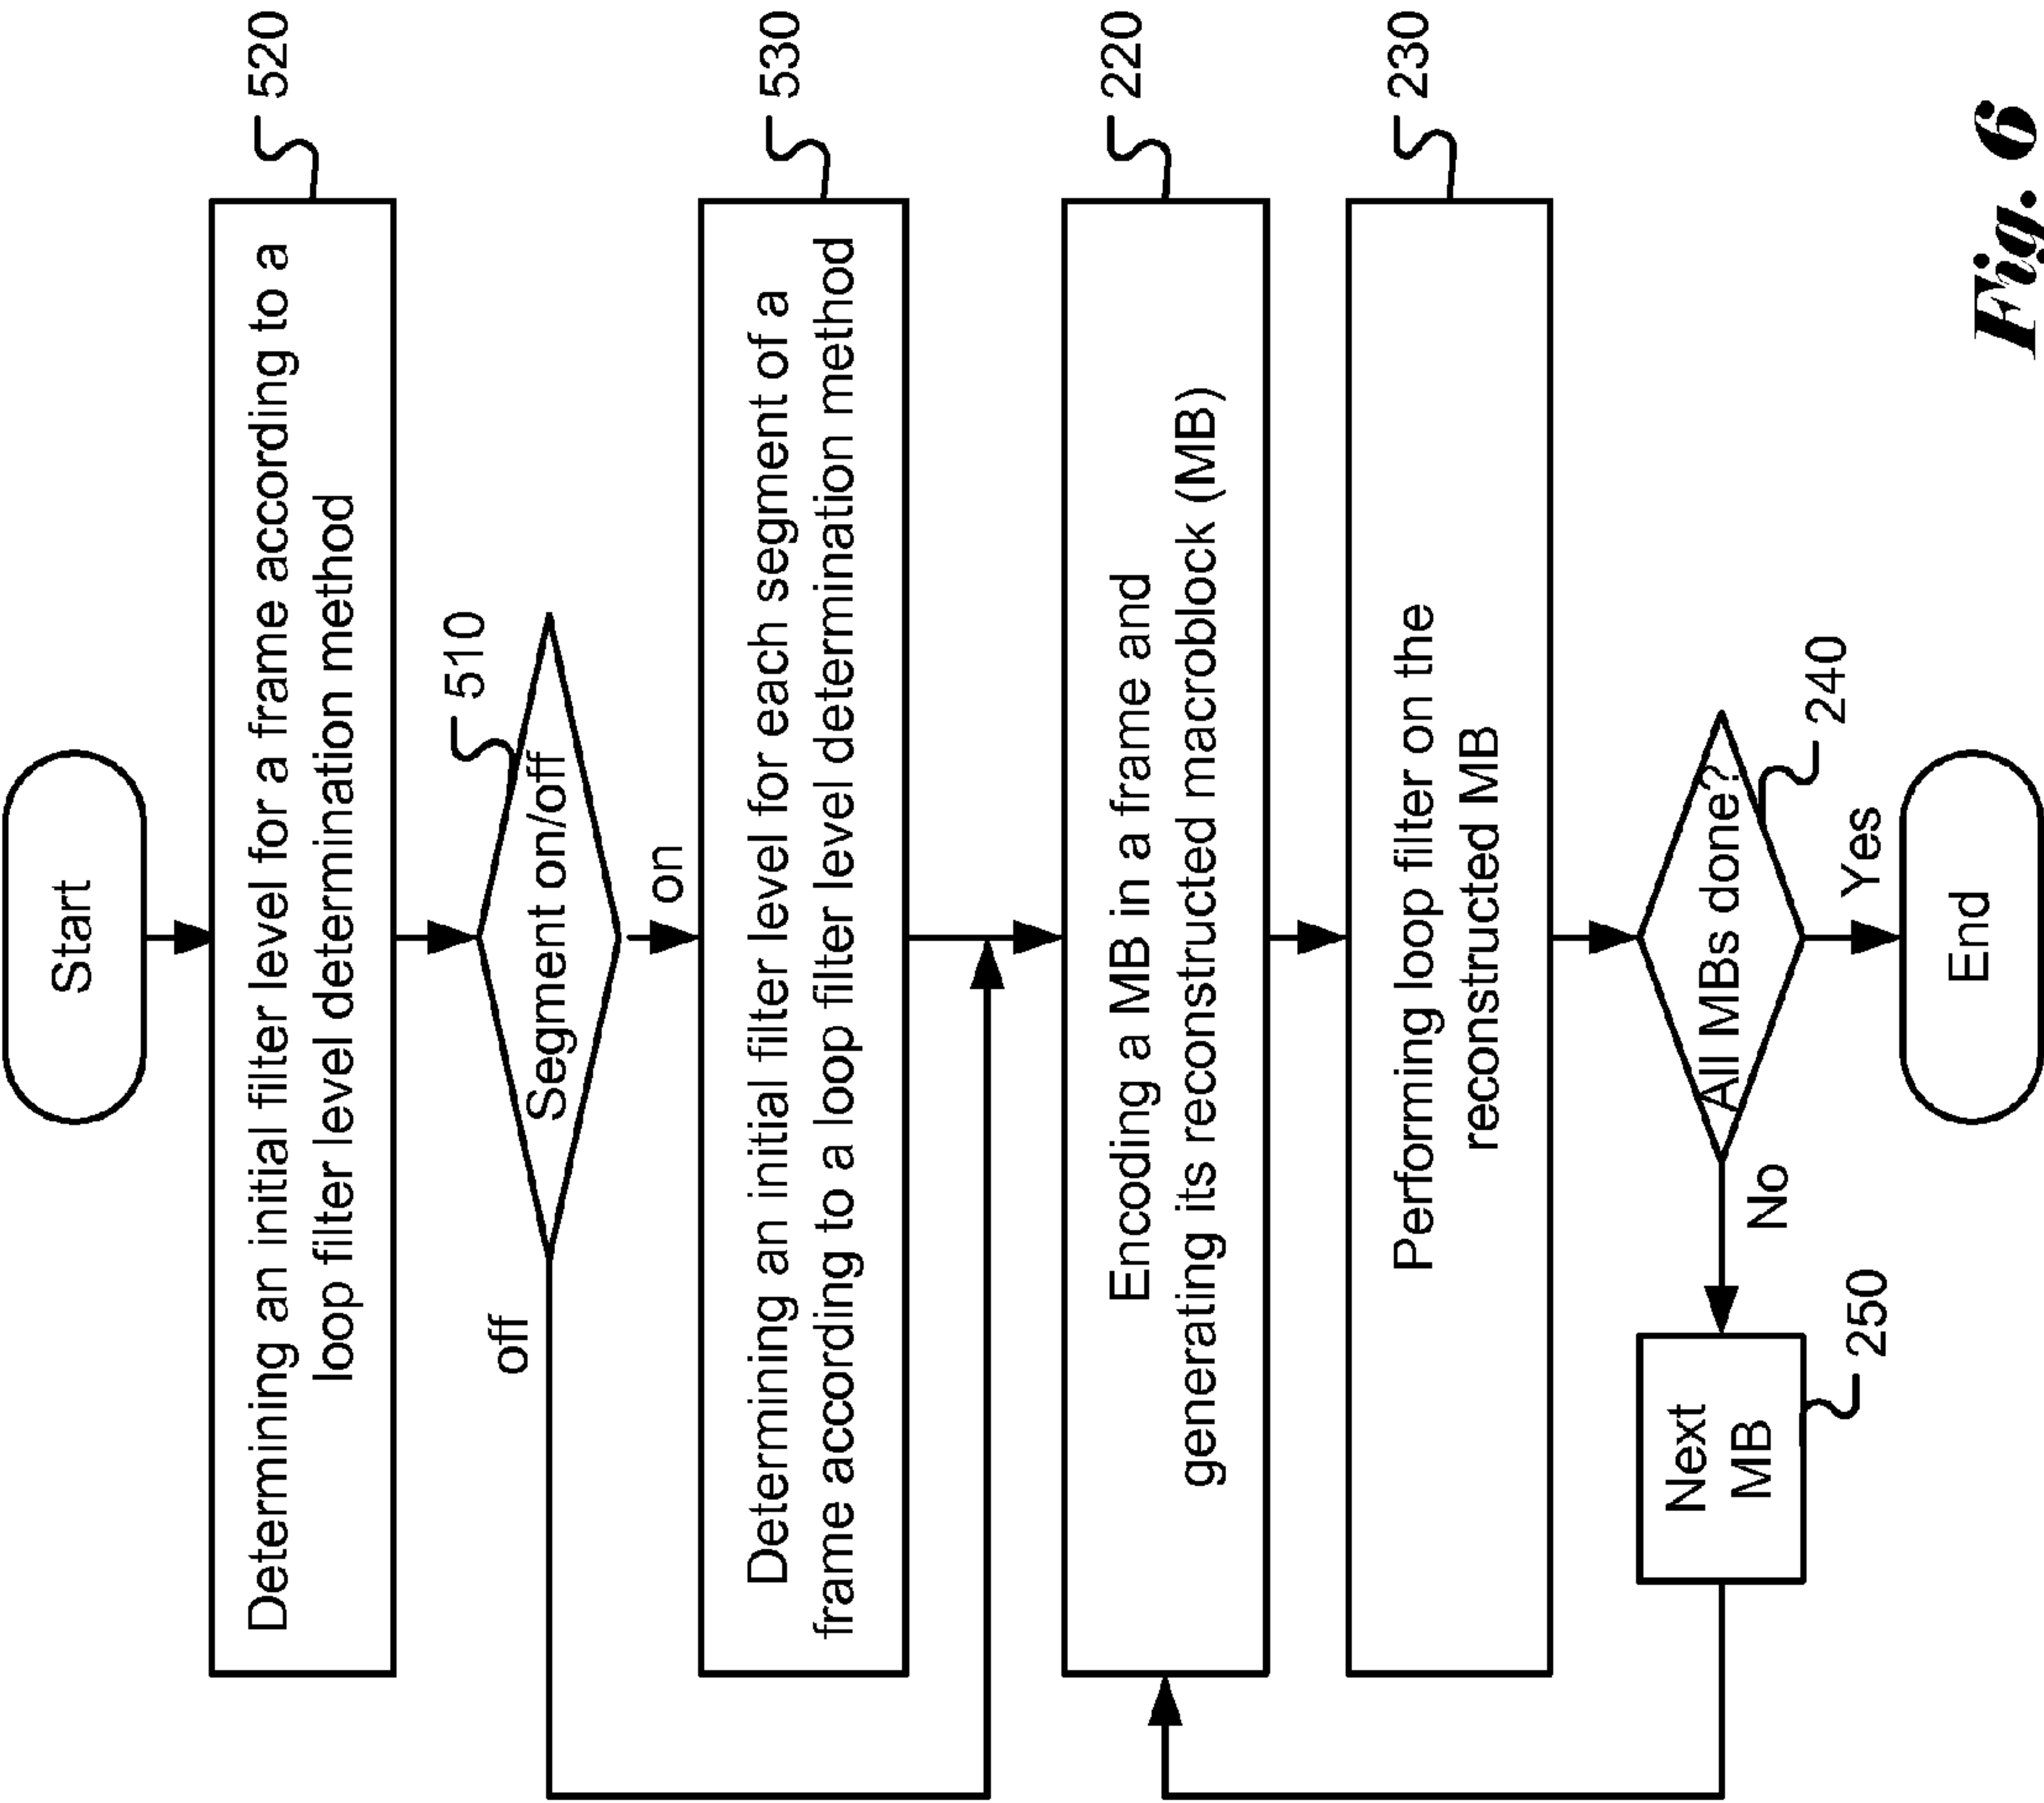 Start
Determining an initial filter level for a frame according to a
loop filter level determination method
520
510
Segment on/off
off
on
Determining an initial filter level for each segment of a
frame according to a loop filter level determination method
530
Encoding a MB in a frame and
generating its reconstructed macroblock (MB)
220
Performing loop filter on the
reconstructed MB
230
All MBs done?
240
No
Yes
Next
MB
250
End
Fig. 6